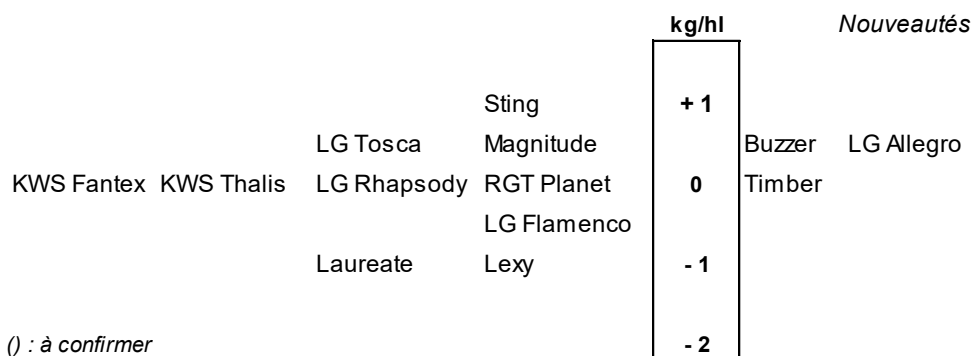 kg/hl Nouveautés
Sting + 1
LG Tosca Magnitude Buzzer LG Allegro
KWS Fantex KWS Thalis LG Rhapsody RGT Planet 0 Timber
LG Flamenco
Laureate Lexy - 1
() : à confirmer - 2